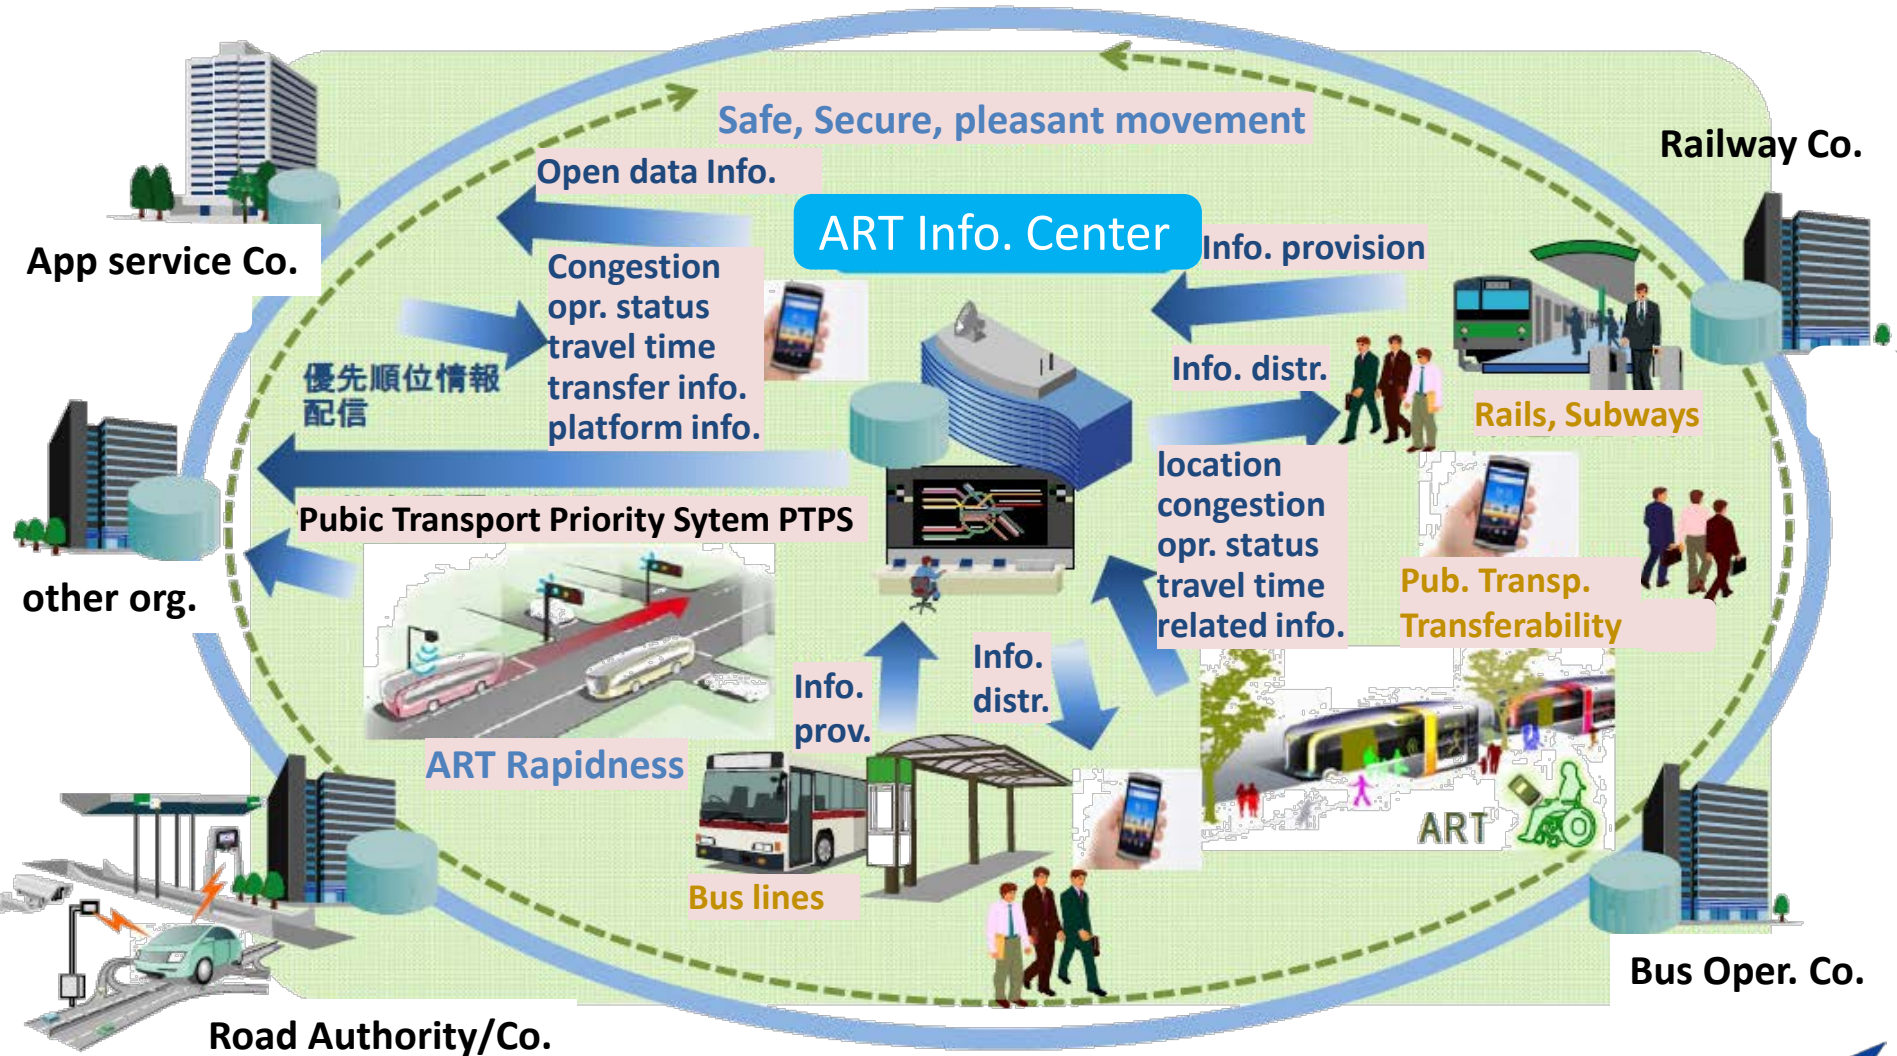 Safe, Secure, pleasant movement
Railway Co.
Open data Info.
ART Info. Center
Info. provision
App service Co.
Congestion
opr. status
travel time
transfer info.
platform info.
優先順位情報
配信
Info. distr.
Rails, Subways
location
congestion
opr. status
travel time
related info.
Pubic Transport Priority Sytem PTPS
Pub. Transp.
Transferability
other org.
Info.
prov.
Info.
distr.
ART Rapidness
ART
Bus lines
Bus Oper. Co.
Road Authority/Co.